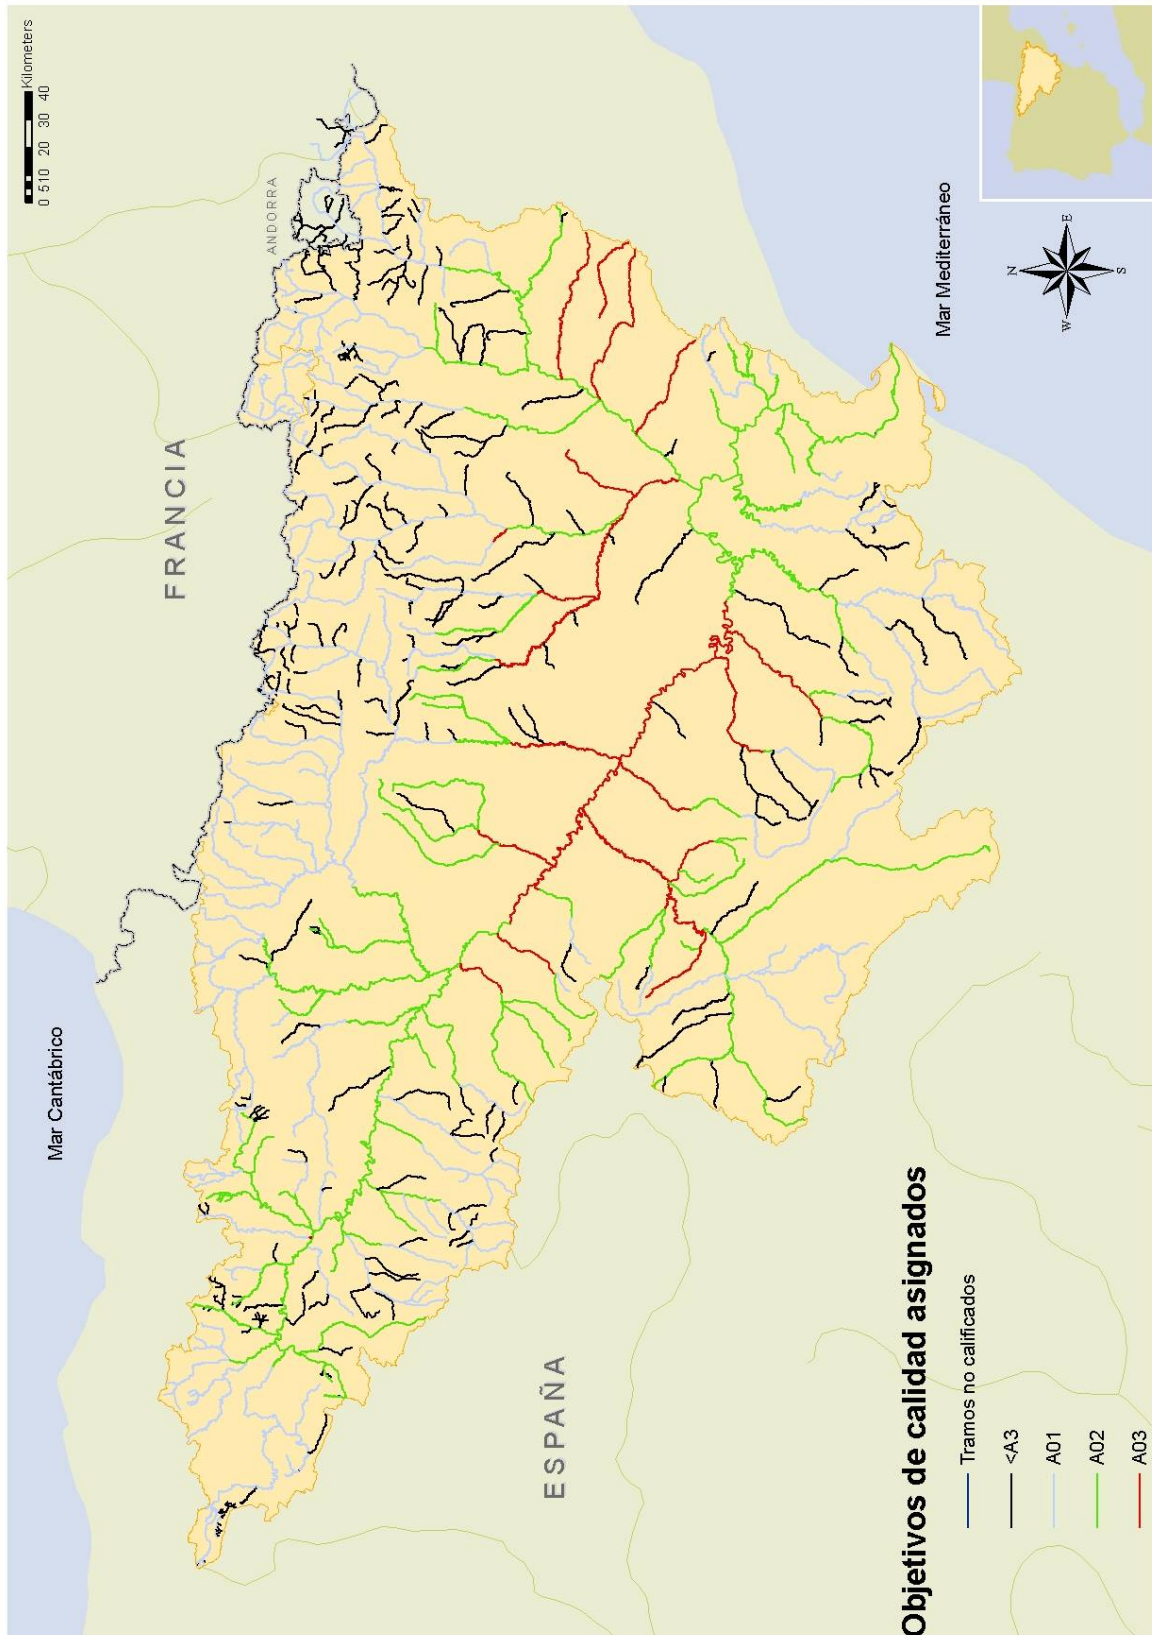 0 5 10 20 30 40
Kilometers
Mar Cantábrico
FRANCIA
ANDORRA
ESPAÑA
Mar Mediterráneo
N
W
E
S
Objetivos de calidad asignados
Tramos no calificados
<A3
A01
A02
A03